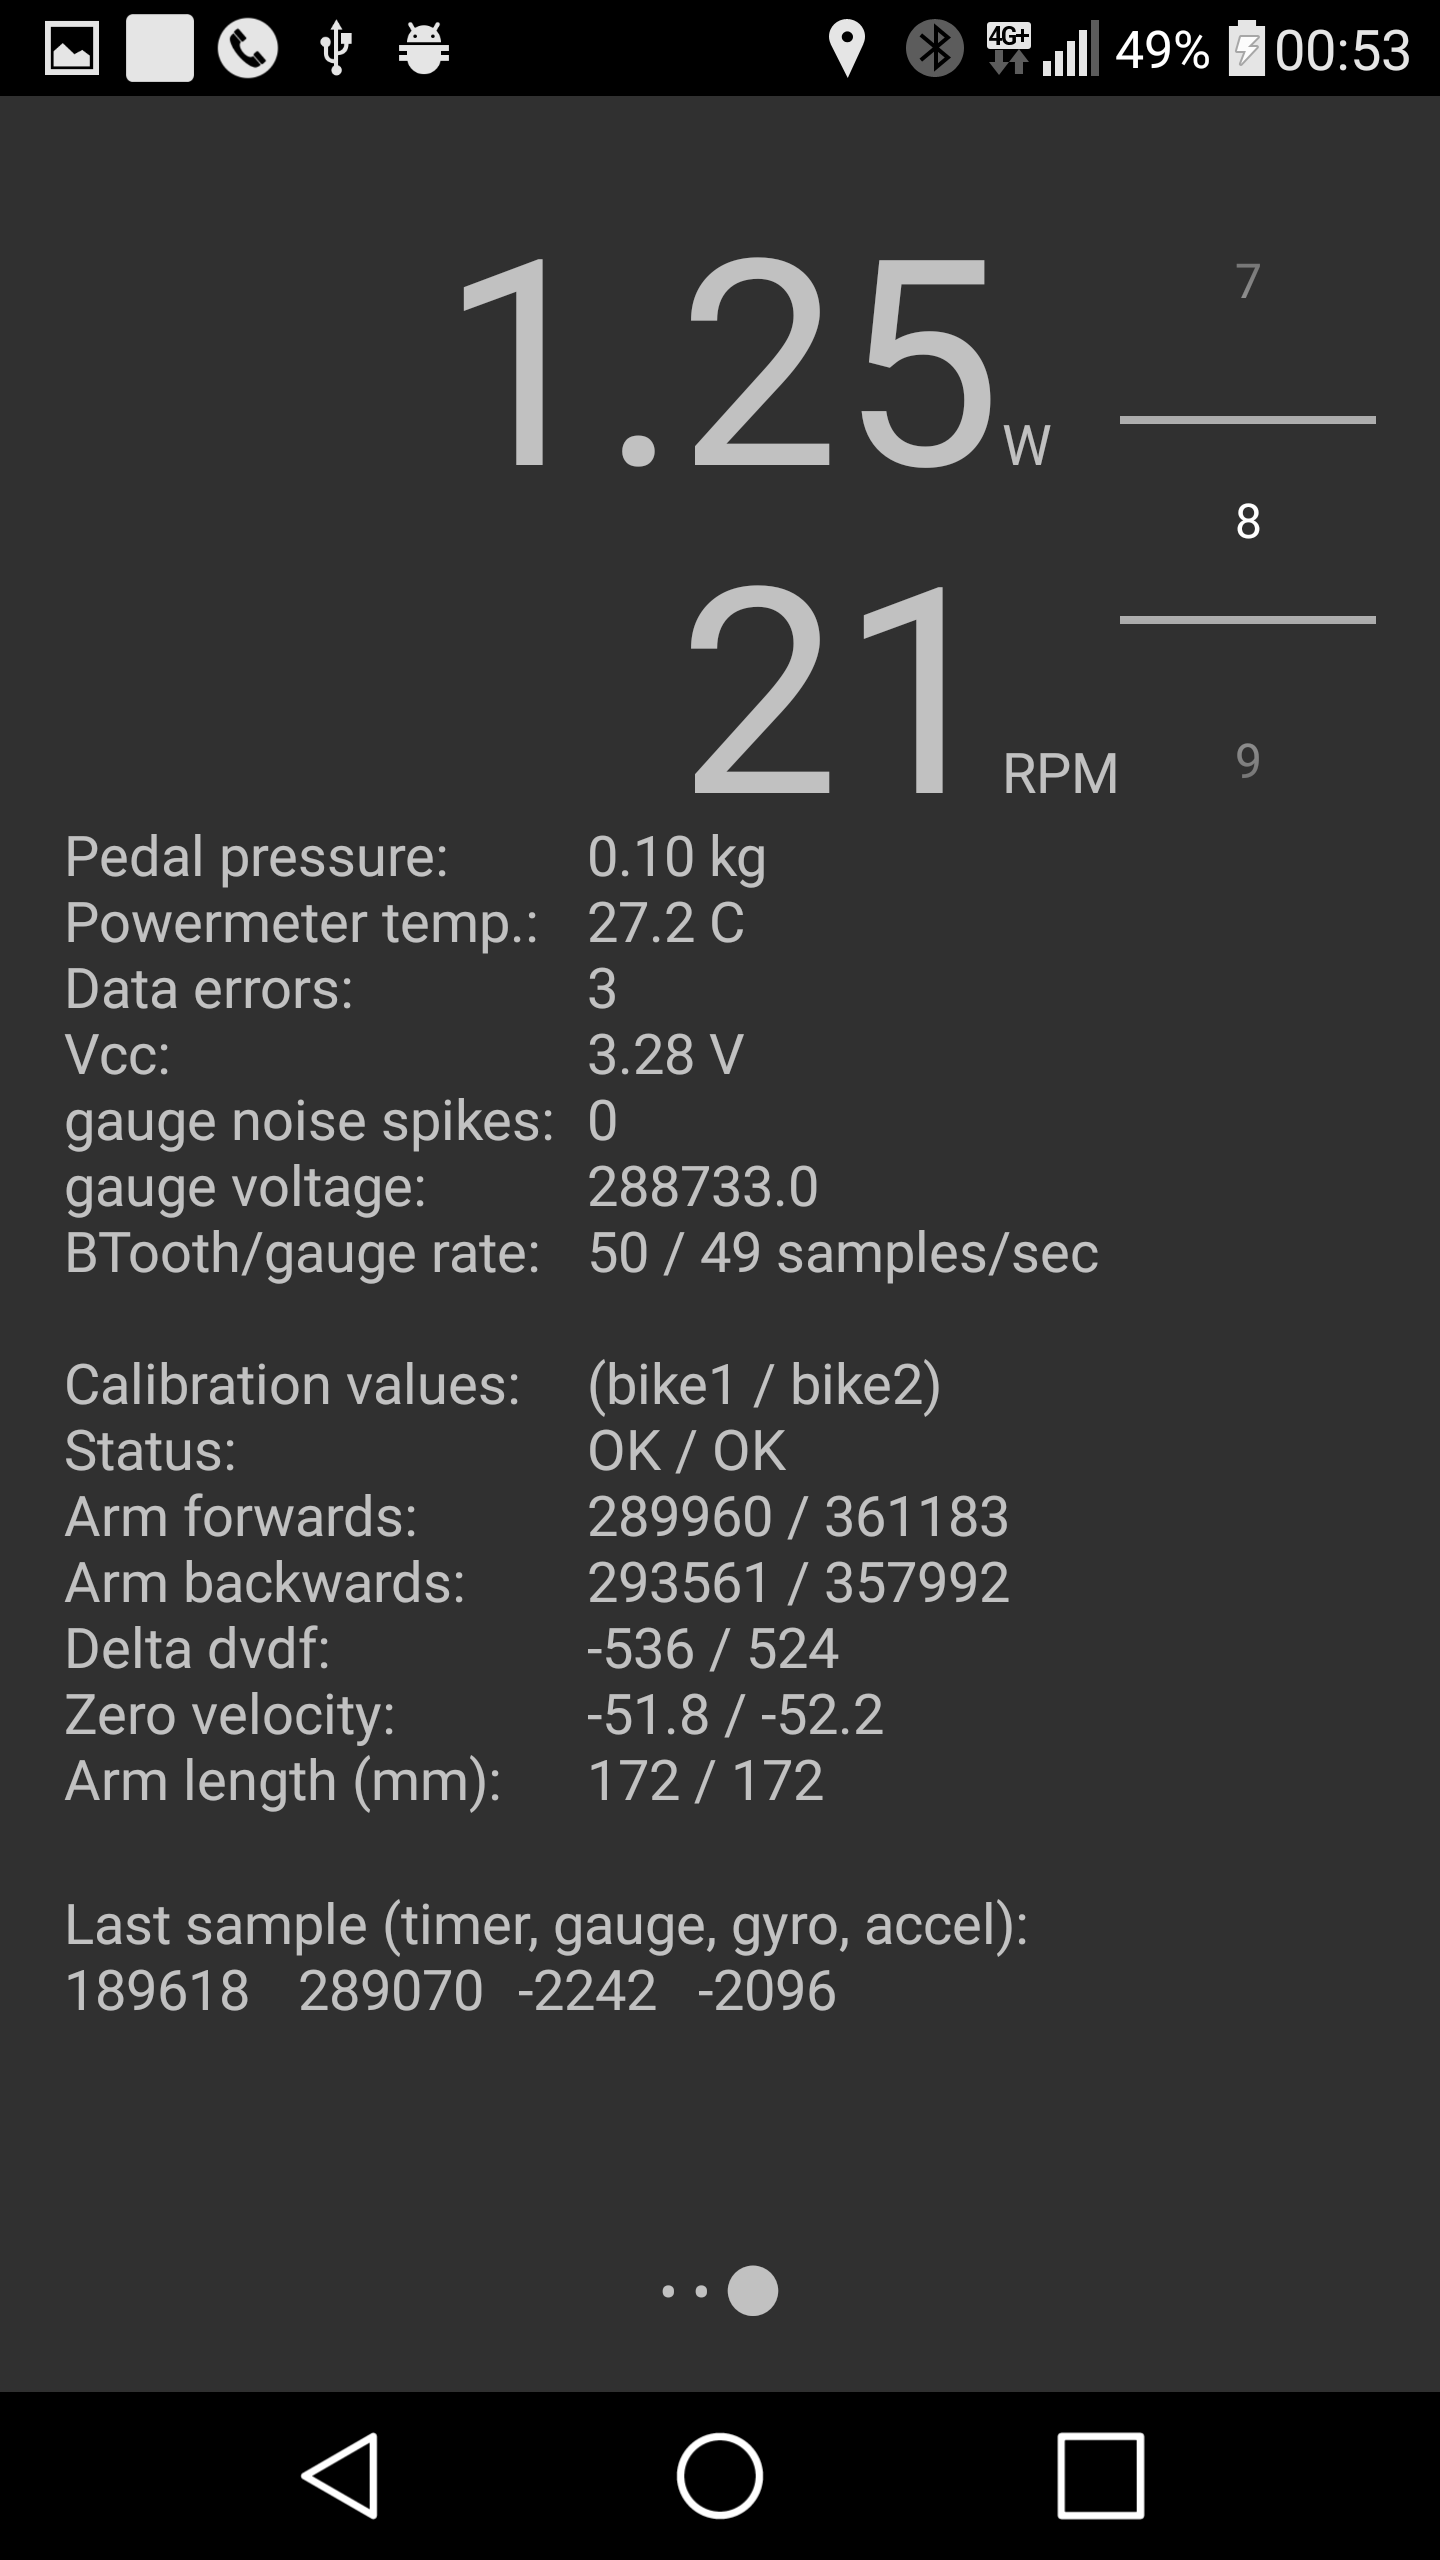 4G+ 49% 00:53
7
1.25 W
8
21 RPM
9
Pedal pressure: 0.10 kg
Powermeter temp.: 27.2 C
Data errors: 3
Vcc: 3.28 V
gauge noise spikes: 0
gauge voltage: 288733.0
BTooth/gauge rate: 50 / 49 samples/sec
Calibration values: (bike1 / bike2)
Status: OK / OK
Arm forwards: 289960 / 361183
Arm backwards: 293561 / 357992
Delta dvdf: -536 / 524
Zero velocity: -51.8 / -52.2
Arm length (mm): 172 / 172
Last sample (timer, gauge, gyro, accel):
189618 289070 -2242 -2096